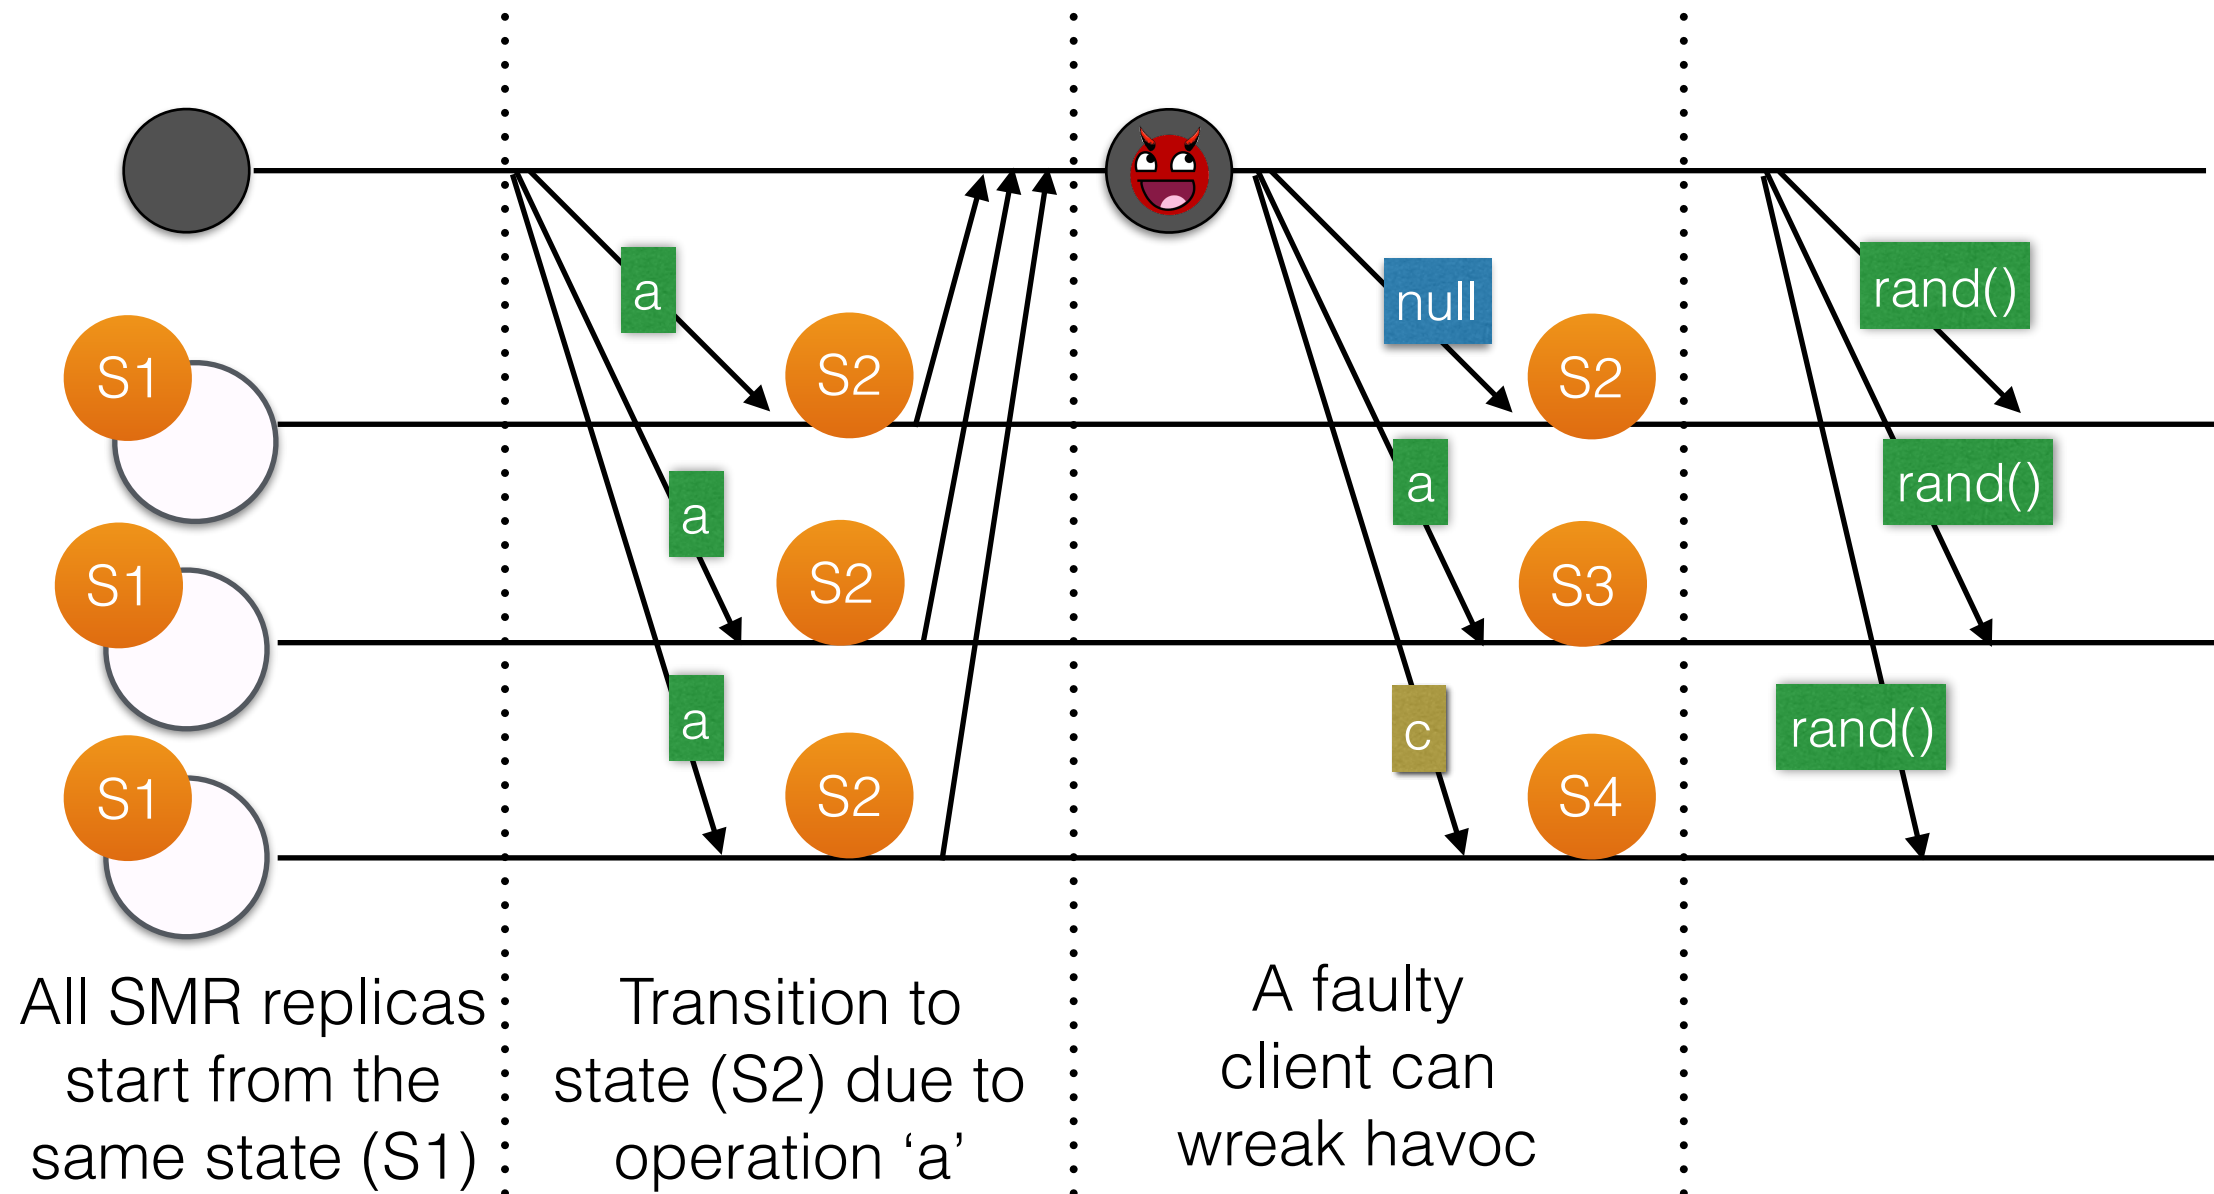 a
null
rand()
S1
S2
S2
a
rand()
a
S1
S2
S3
a
c
rand()
S1
S2
S4
All SMR replicas
start from the
same state (S1)
Transition to
state (S2) due to
operation ‘a’
A faulty
client can
wreak havoc